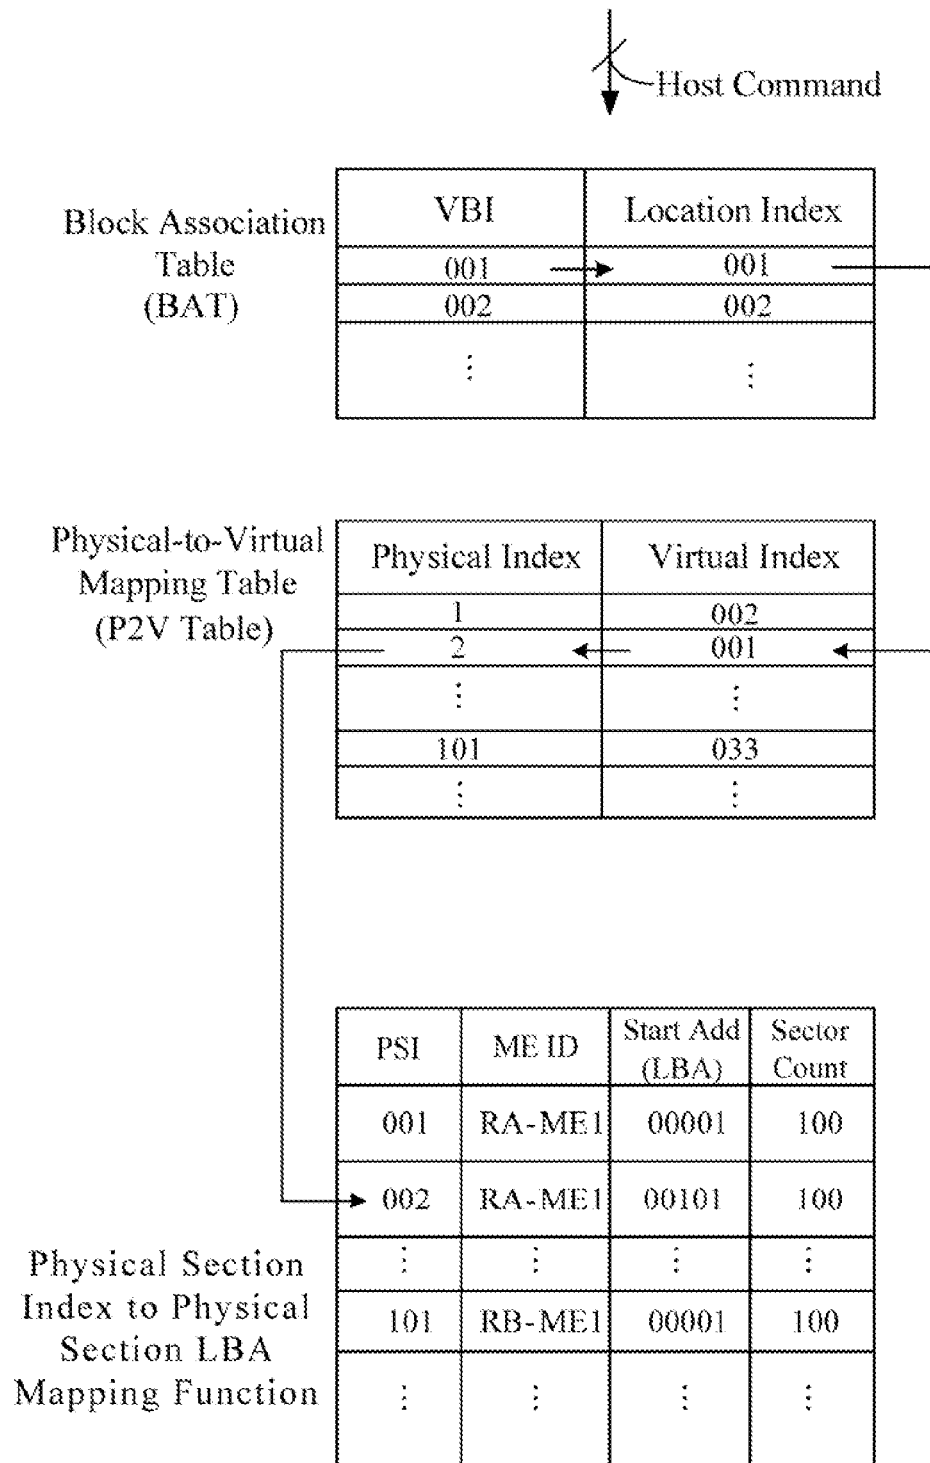 Host Command
Block Association
Table
(BAT)
VBI Location Index
001 001
002 002
⋮ ⋮
Physical-to-Virtual
Mapping Table
(P2V Table)
Physical Index Virtual Index
1 002
2 001
⋮ ⋮
101 033
⋮ ⋮
Physical Section
Index to Physical
Section LBA
Mapping Function
PSI ME ID Start Add Sector
(LBA) Count
001 RA-ME1 00001 100
002 RA-ME1 00101 100
⋮ ⋮ ⋮ ⋮
101 RB-ME1 00001 100
⋮ ⋮ ⋮ ⋮